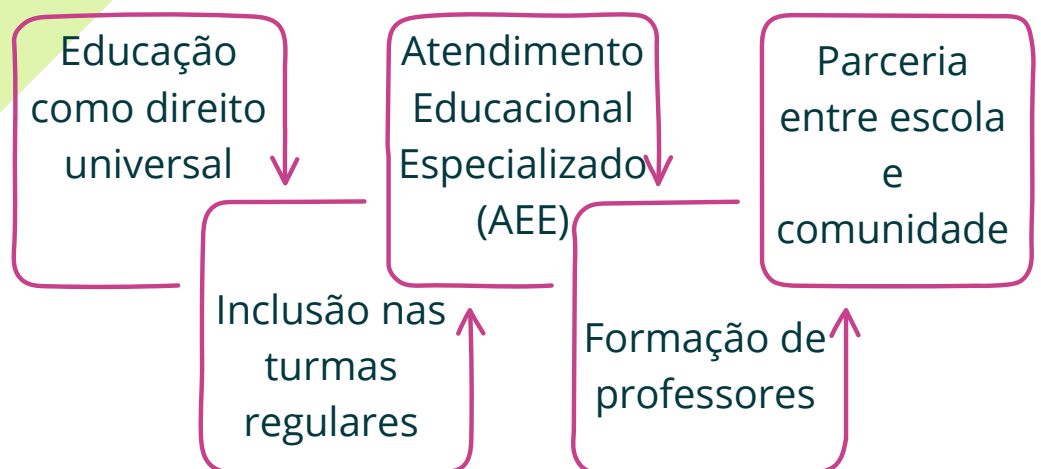 Educação
como direito
universal
Inclusão nas
turmas
regulares
Atendimento
Educacional
Especializado
(AEE)
Formação de
professores
Parceria
entre escola
e
comunidade